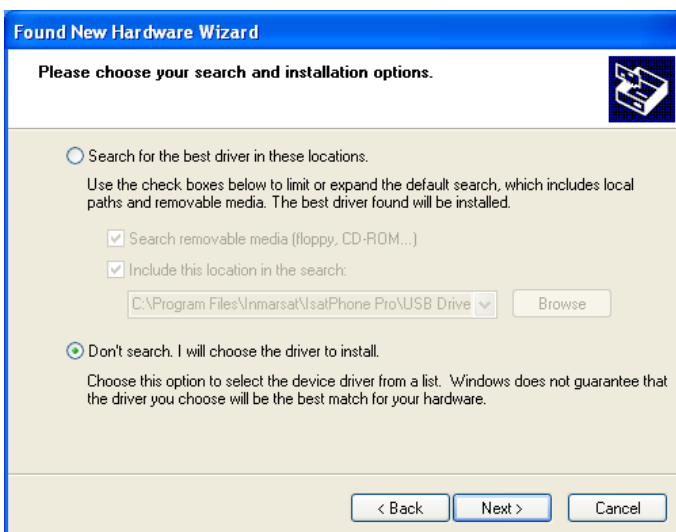 Found New Hardware Wizard
Please choose your search and installation options.
Search for the best driver in these locations.
Use the check boxes below to limit or expand the default search, which includes local
paths and removable media. The best driver found will be installed.
Search removable media (floppy, CD-ROM...)
Include this location in the search:
C:\Program Files\Inmarsat\IsatPhone Pro\USB Drive
Browse
Don't search. I will choose the driver to install.
Choose this option to select the device driver from a list. Windows does not guarantee that
the driver you choose will be the best match for your hardware.
< Back Next > Cancel